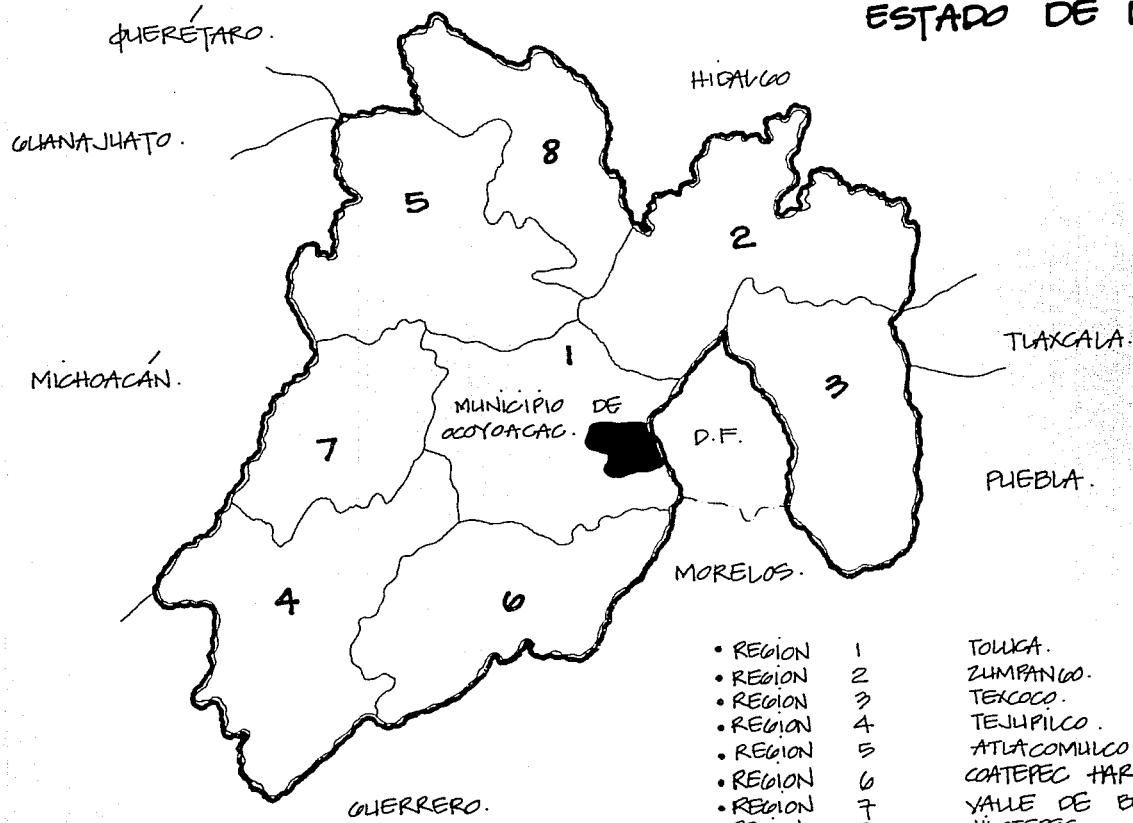 ESTADO DE
QUERÉTARO.
HIDALGO
GUANAJUATO.
8
5
2
TLAXCALA.
1
MICHOACÁN.
3
MUNICIPIO DE
OCOYOACAC.
D.F.
7
PUEBLA.
MORELOS.
4
6
• REGION 1 TOLUCA.
• REGION 2 ZUMPANGO.
• REGION 3 TEXCOCO.
• REGION 4 TEJUPILCO.
• REGION 5 ATLACOMULCO
• REGION 6 COATEPEC HAR
• REGION 7 VALLE DE
GUERRERO.